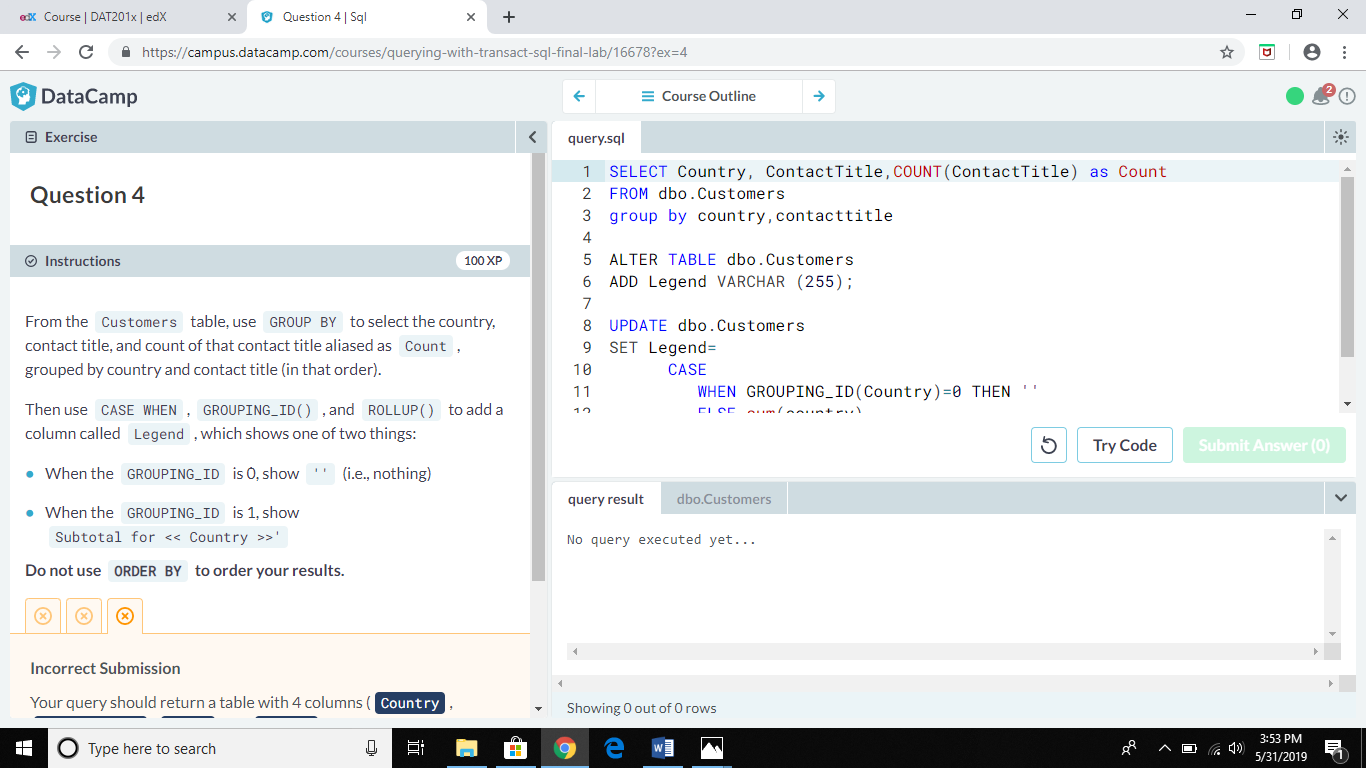 edX Course | DAT201x | edX
Question 4 | Sql
https://campus.datacamp.com/courses/querying-with-transact-sql-final-lab/16678?ex=4
DataCamp
Course Outline
2
Exercise
Question 4
Instructions
100 XP
From the Customers table, use GROUP BY to select the country,
contact title, and count of that contact title aliased as Count ,
grouped by country and contact title (in that order).
Then use CASE WHEN , GROUPING_ID() , and ROLLUP() to add a
column called Legend , which shows one of two things:
When the GROUPING_ID is 0, show '' (i.e., nothing)
When the GROUPING_ID is 1, show
Subtotal for << Country >>'
Do not use ORDER BY to order your results.
Incorrect Submission
Your query should return a table with 4 columns ( Country ,
query.sql
1 SELECT Country, ContactTitle,COUNT(ContactTitle) as Count
2 FROM dbo.Customers
3 group by country,contacttitle
4
5 ALTER TABLE dbo.Customers
6 ADD Legend VARCHAR (255);
7
8 UPDATE dbo.Customers
9 SET Legend=
10 CASE
11 WHEN GROUPING_ID(Country)=0 THEN ''
12 ELSE sum(country)
Try Code
Submit Answer (0)
query result
dbo.Customers
No query executed yet...
Showing 0 out of 0 rows
Type here to search
3:53 PM
5/31/2019
1